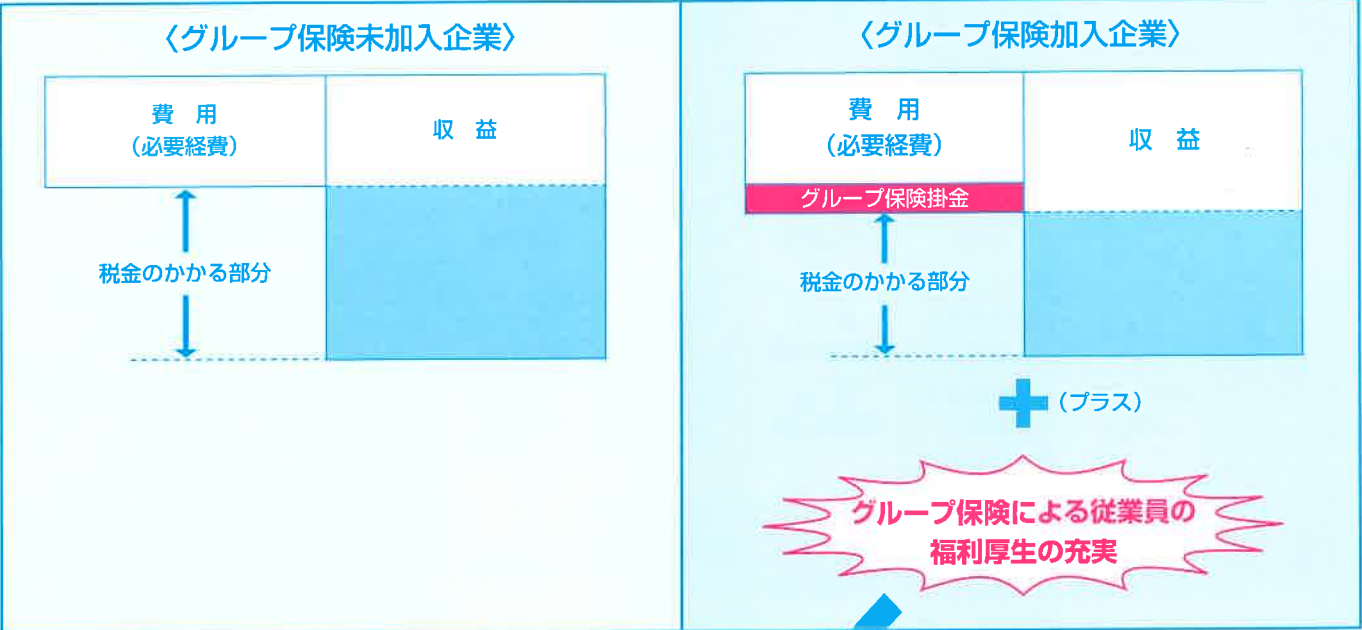 〈グループ保険未加入企業〉
費　用
（必要経費）
収　益
税金のかかる部分
〈グループ保険加入企業〉
費　用
（必要経費）
収　益
グループ保険掛金
税金のかかる部分
（プラス）
グループ保険による従業員の
福利厚生の充実